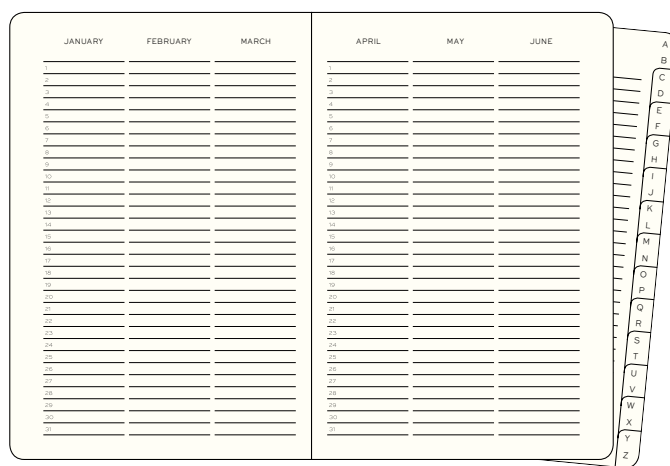 JANUARY FEBRUARY MARCH
1
2
3
4
5
6
7
8
9
10
11
12
13
14
15
16
17
18
19
20
21
22
23
24
25
26
27
28
29
30
31
APRIL MAY JUNE
1
2
3
4
5
6
7
8
9
10
11
12
13
14
15
16
17
18
19
20
21
22
23
24
25
26
27
28
29
30
31
A
B
C
D
E
F
G
H
I
J
K
L
M
N
O
P
Q
R
S
T
U
V
W
X
Y
Z